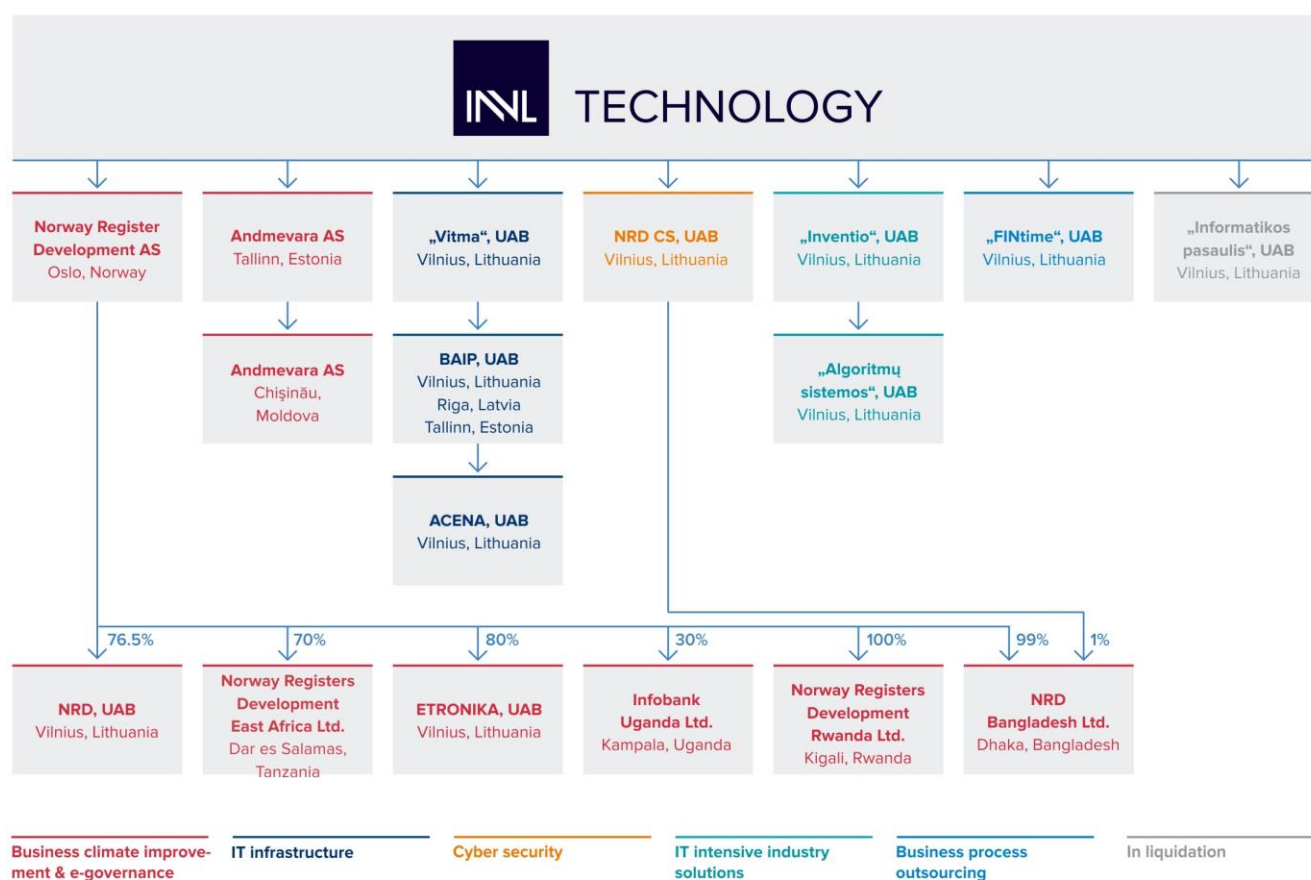 INVL TECHNOLOGY
Norway Register
Development AS
Oslo, Norway
Andmevara AS
Tallinn, Estonia
„Vitma“, UAB
Vilnius, Lithuania
NRD CS, UAB
Vilnius, Lithuania
„Inventio“, UAB
Vilnius, Lithuania
„FINtime“, UAB
Vilnius, Lithuania
„Informatikos
pasaulis“, UAB
Vilnius, Lithuania
Andmevara AS
Chişinău,
Moldova
BAIP, UAB
Vilnius, Lithuania
Riga, Latvia
Tallinn, Estonia
„Algoritmų
sistemos“, UAB
Vilnius, Lithuania
ACENA, UAB
Vilnius, Lithuania
76.5%
70%
80%
30%
100%
99%
1%
NRD, UAB
Vilnius, Lithuania
Norway Registers
Development
East Africa Ltd.
Dar es Salamas,
Tanzania
ETRONIKA, UAB
Vilnius, Lithuania
Infobank
Uganda Ltd.
Kampala, Uganda
Norway Registers
Development
Rwanda Ltd.
Kigali, Rwanda
NRD
Bangladesh Ltd.
Dhaka, Bangladesh
Business climate improve-
ment & e-governance
IT infrastructure
Cyber security
IT intensive industry
solutions
Business process
outsourcing
In liquidation